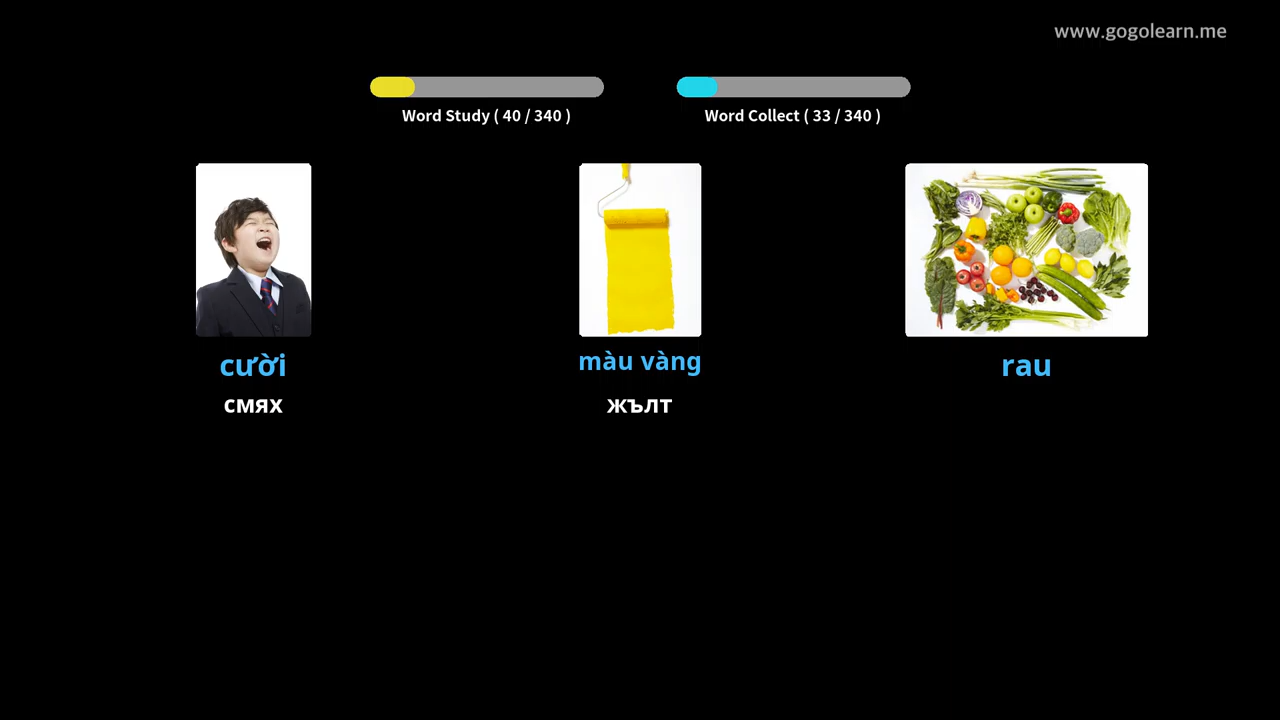 www.gogolearn.me
Word Study ( 40 / 340 )
Word Collect ( 33 / 340 )
cười
màu vàng
rau
смях
жълт